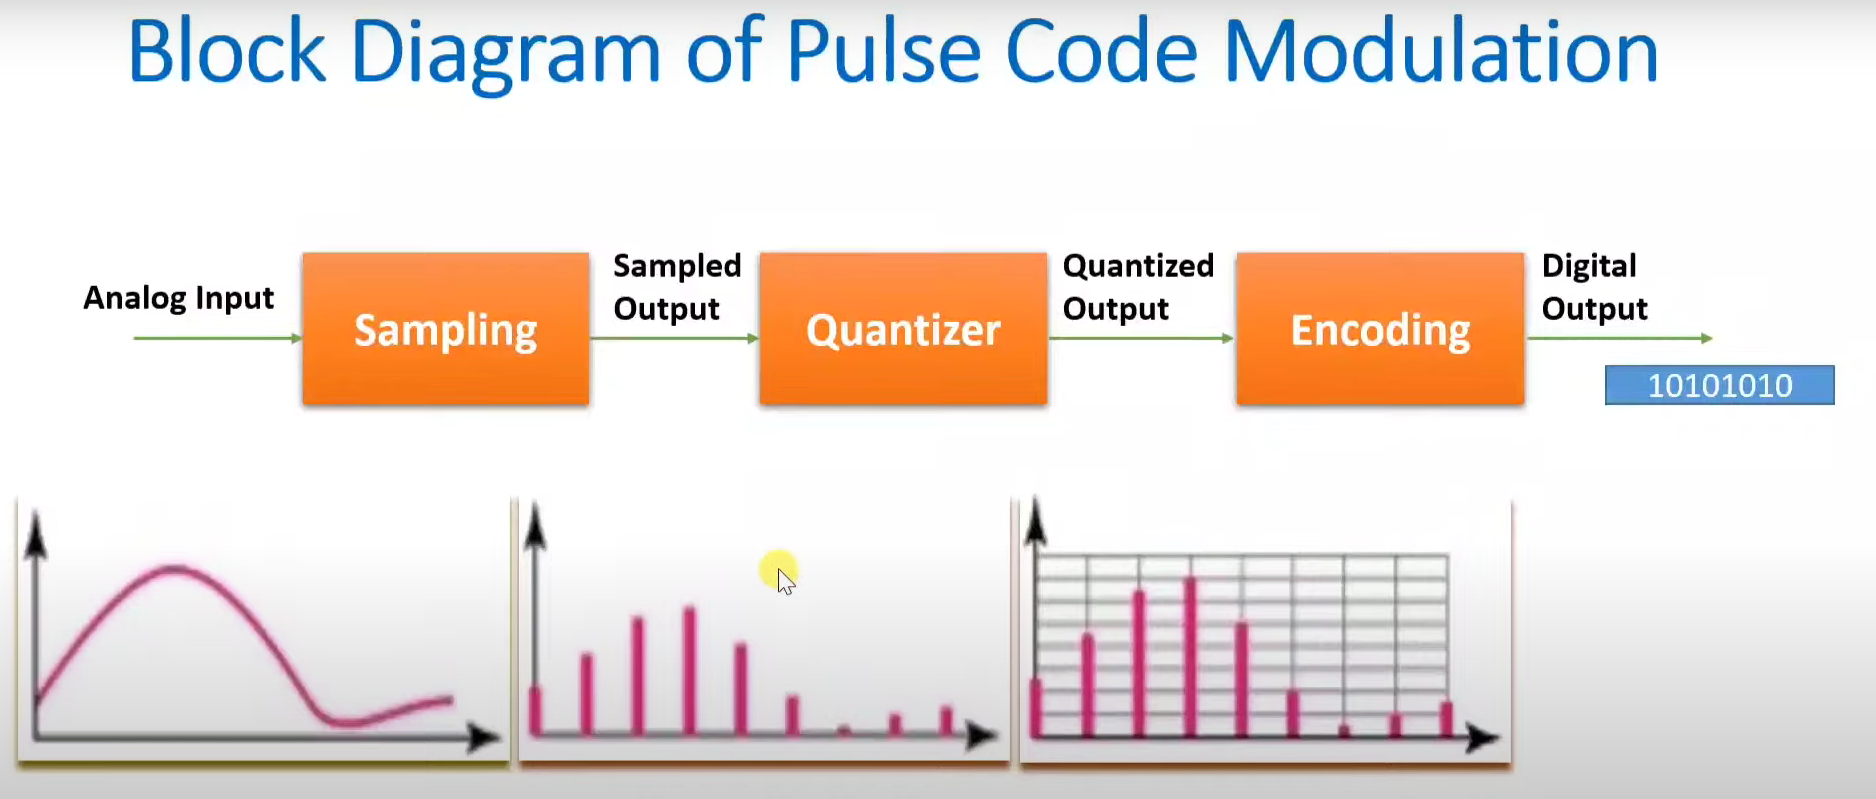 Block Diagram of Pulse Code Modulation
Analog Input
Sampling
Sampled
Output
Quantizer
Quantized
Output
Encoding
Digital
Output
10101010